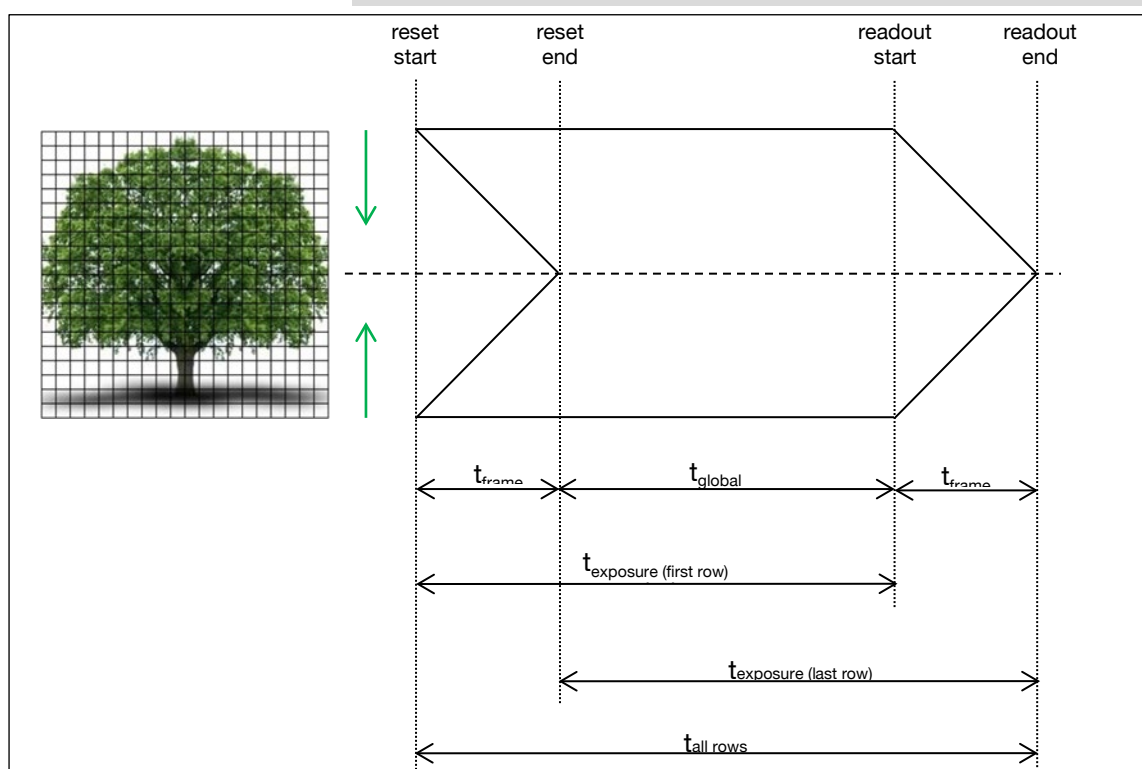 reset start
reset end
readout start
readout end
tframe
tglobal
tframe
texposure (first row)
texposure (last row)
tall rows